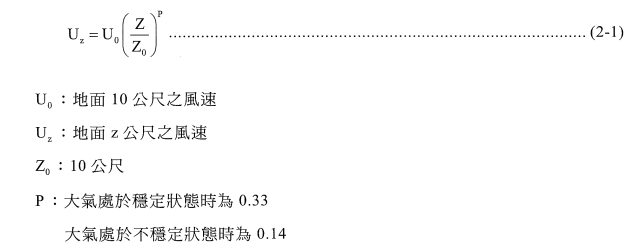 U_z = U_0 (Z/Z_0)^P ........................................................................................... (2-1)
U_0：地面 10 公尺之風速
U_z：地面 z 公尺之風速
Z_0：10 公尺
P：大氣處於穩定狀態時為 0.33
大氣處於不穩定狀態時為 0.14